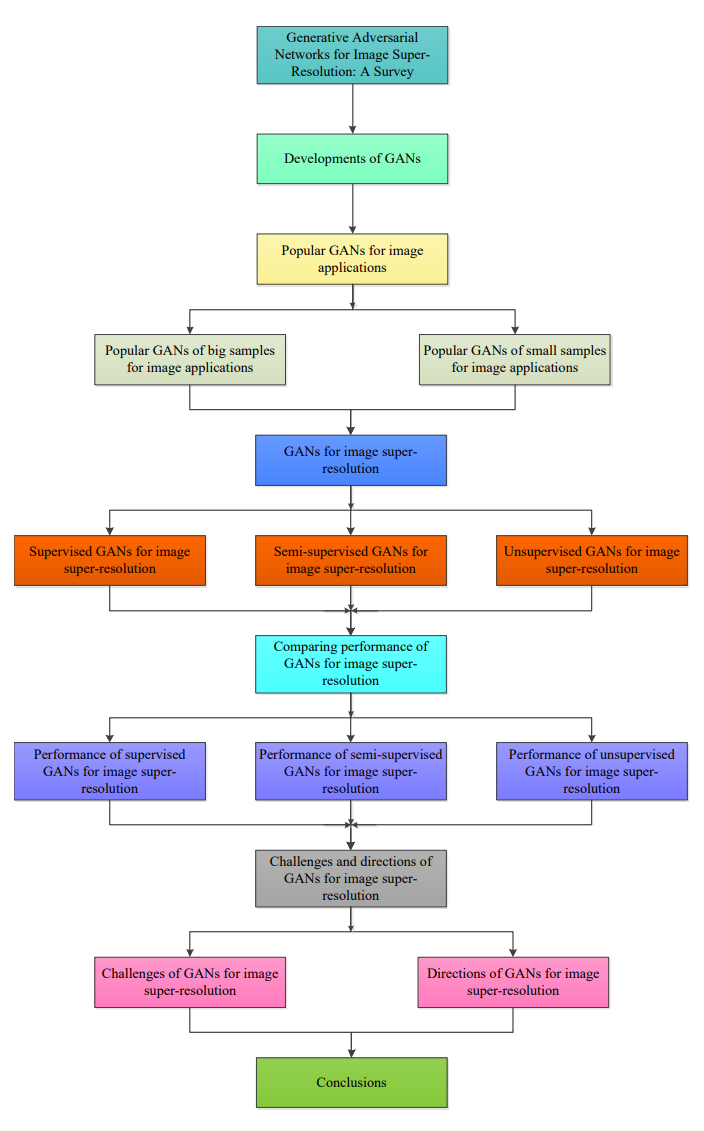 Generative Adversarial
Networks for Image Super-
Resolution: A Survey
Developments of GANs
Popular GANs for image
applications
Popular GANs of big samples
for image applications
Popular GANs of small samples
for image applications
GANs for image super-
resolution
Supervised GANs for image
super-resolution
Semi-supervised GANs for
image super-resolution
Unsupervised GANs for image
super-resolution
Comparing performance of
GANs for image super-
resolution
Performance of supervised
GANs for image super-
resolution
Performance of semi-supervised
GANs for image super-
resolution
Performance of unsupervised
GANs for image super-
resolution
Challenges and directions of
GANs for image super-
resolution
Challenges of GANs for image
super-resolution
Directions of GANs for image
super-resolution
Conclusions